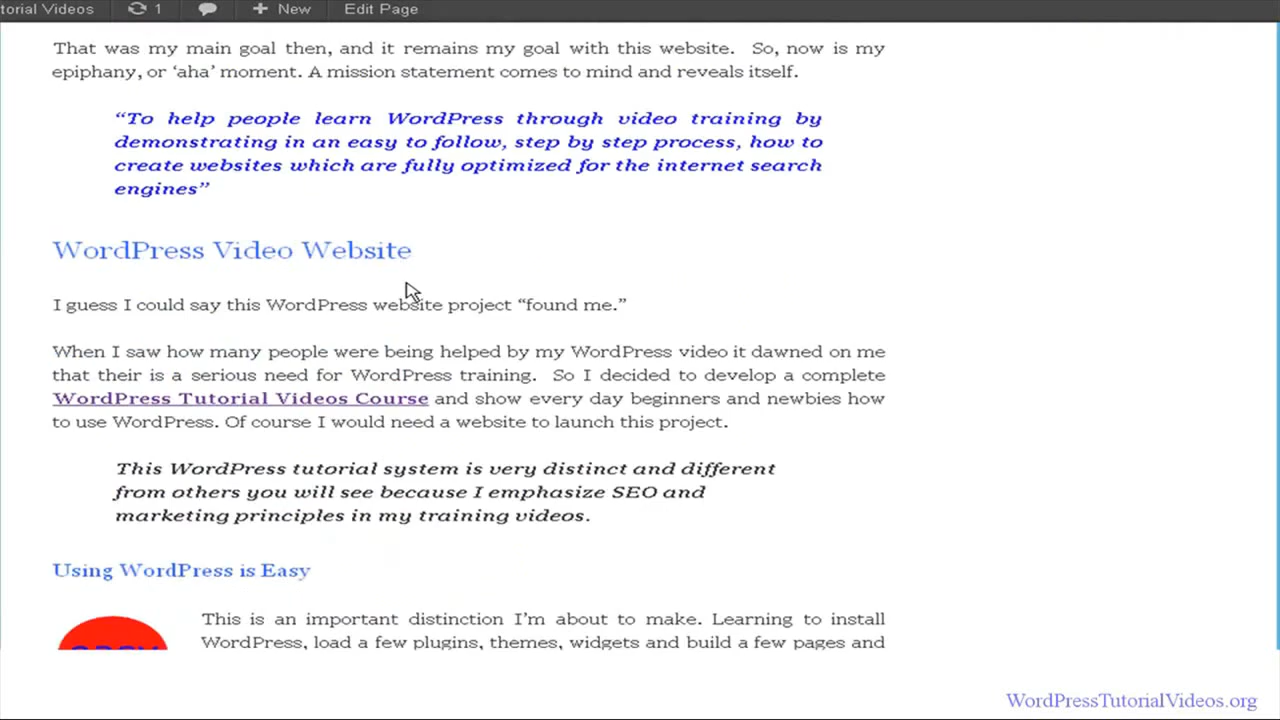 torial Videos 1 New Edit Page
That was my main goal then, and it remains my goal with this website. So, now is my
epiphany, or ‘aha’ moment. A mission statement comes to mind and reveals itself.
“To help people learn WordPress through video training by
demonstrating in an easy to follow, step by step process, how to
create websites which are fully optimized for the internet search
engines”
WordPress Video Website
I guess I could say this WordPress website project “found me.”
When I saw how many people were being helped by my WordPress video it dawned on me
that their is a serious need for WordPress training. So I decided to develop a complete
WordPress Tutorial Videos Course and show every day beginners and newbies how
to use WordPress. Of course I would need a website to launch this project.
This WordPress tutorial system is very distinct and different
from others you will see because I emphasize SEO and
marketing principles in my training videos.
Using WordPress is Easy
This is an important distinction I’m about to make. Learning to install
WordPress, load a few plugins, themes, widgets and build a few pages and
WordPressTutorialVideos.org